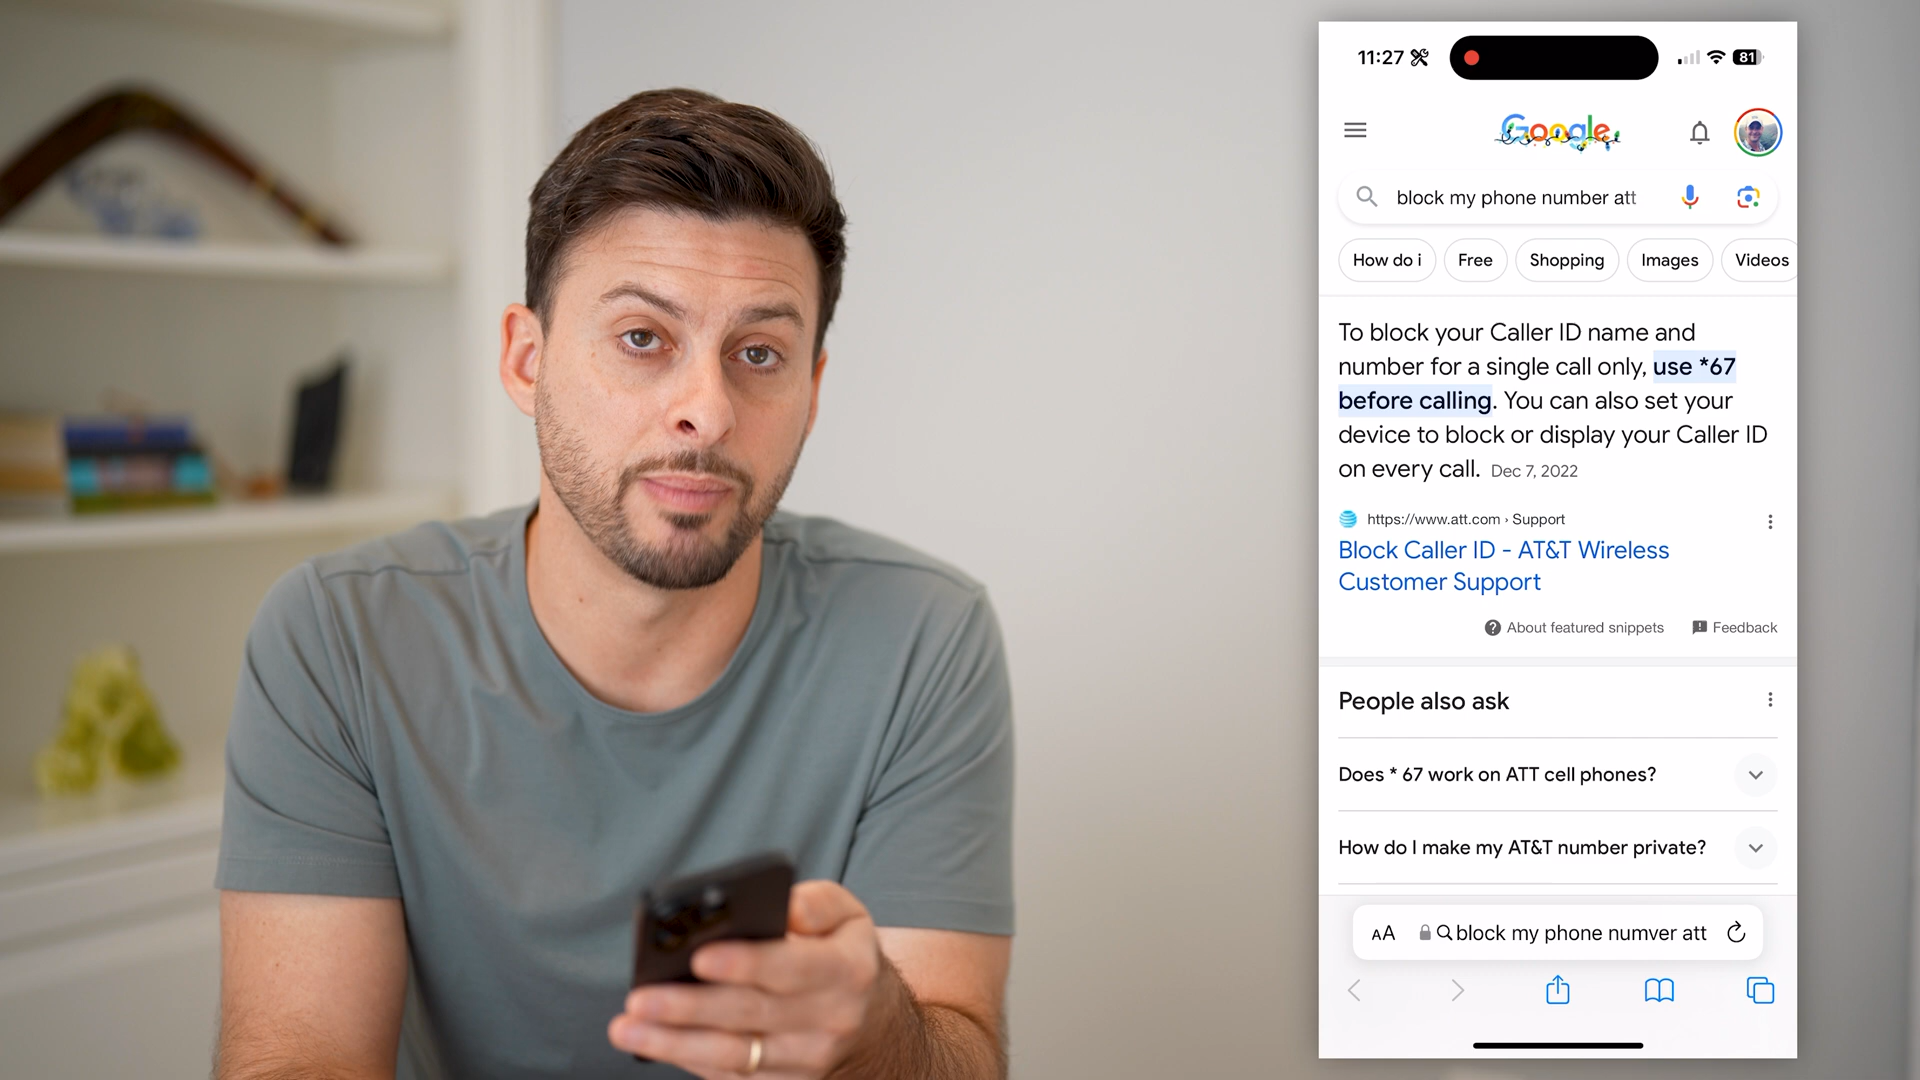 11:27
81
Google
block my phone number att
How do i
Free
Shopping
Images
Videos
To block your Caller ID name and
number for a single call only, use *67
before calling. You can also set your
device to block or display your Caller ID
on every call. Dec 7, 2022
https://www.att.com › Support
Block Caller ID - AT&T Wireless
Customer Support
About featured snippets
Feedback
People also ask
Does * 67 work on ATT cell phones?
How do I make my AT&T number private?
AA
block my phone numver att